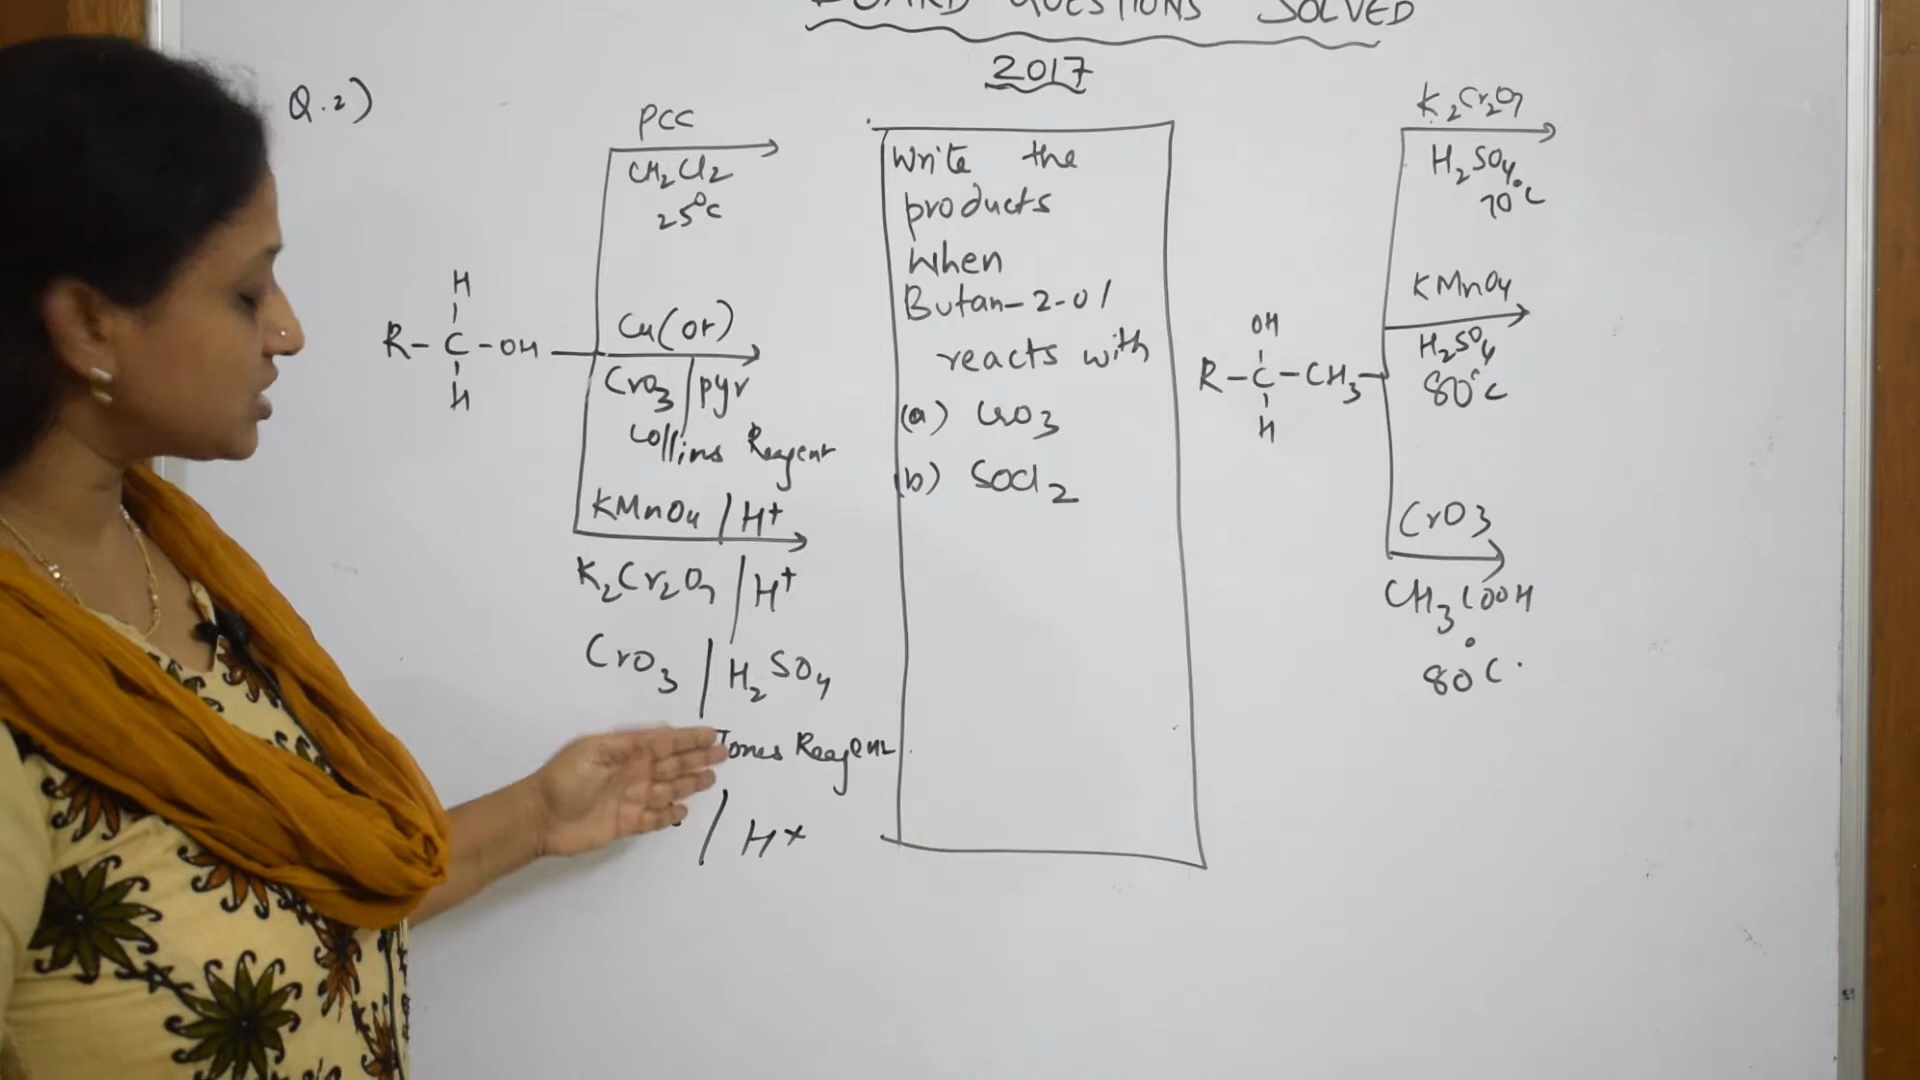 QUESTIONS SOLVED
2017
Q.2)
PCC
CH2Cl2
25°C
H
R-C-OH
H
Cu(or)
CrO3/pyr
Collins Reagent
KMnO4/H+
K2Cr2O7/H+
CrO3/H2SO4
Jones Reagent
/H+
Write the
products
when
Butan-2-ol
reacts with
(a) CrO3
(b) SOCl2
OH
R-C-CH3
H
K2Cr2O7
H2SO4
70°C
KMnO4
H2SO4
80°C
CrO3
CH3COOH
80°C.